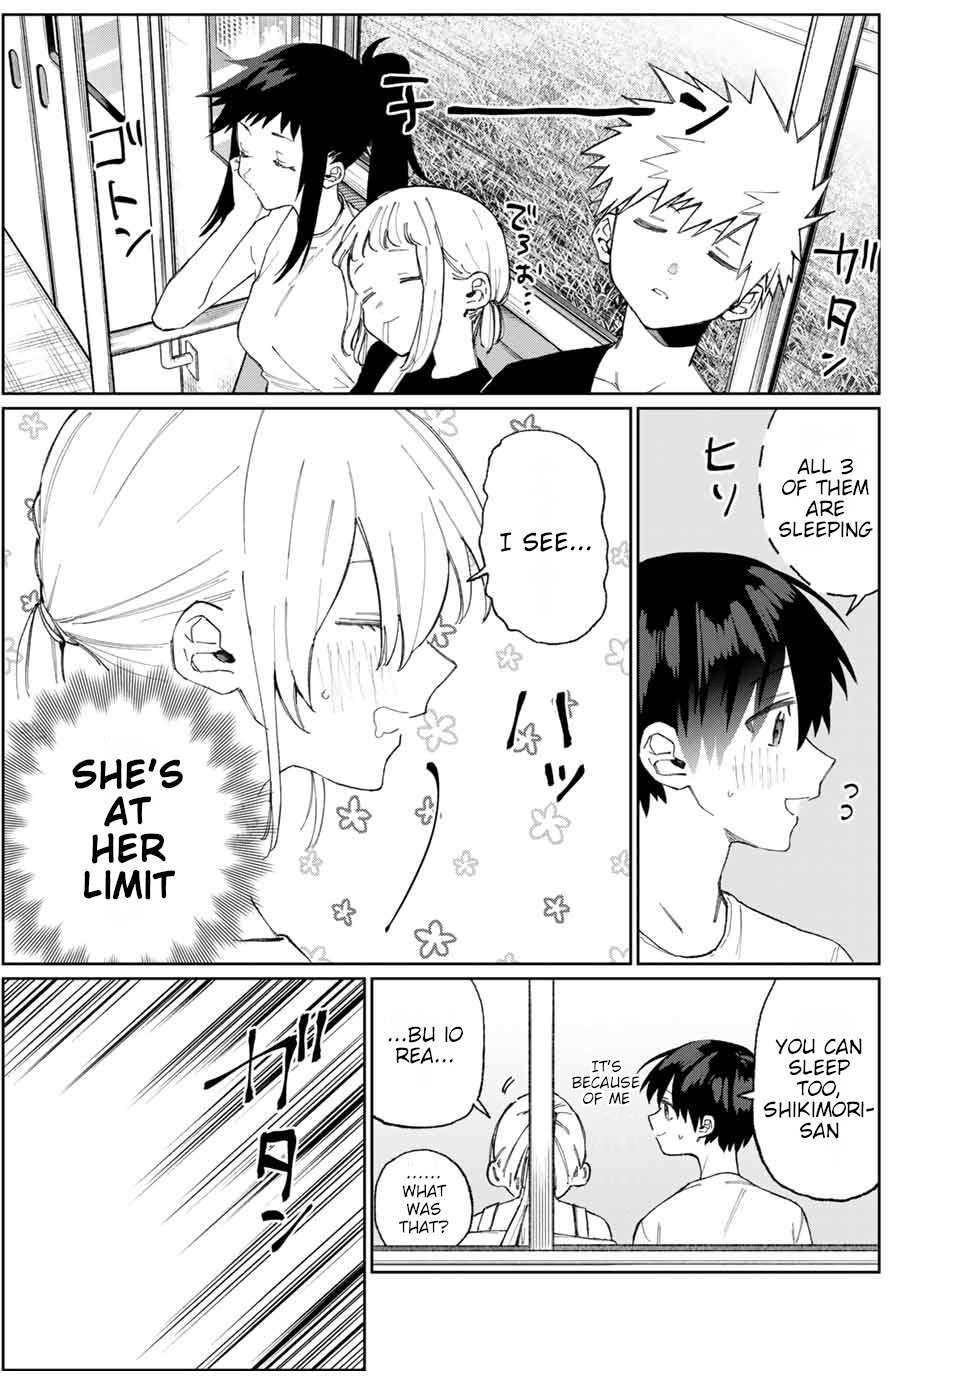 ガタン
チーーン
でろぉ…
ゴトン
ALL 3
OF THEM
ARE
SLEEPING
ヒソ
I SEE...
パッ
SHE'S
AT
HER
LIMIT
YOU CAN
SLEEP
TOO,
SHIKIMORI-
SAN
IT'S
BECAUSE
OF ME
...BU IO
REA...
......
WHAT
WAS
THAT?
ガタン